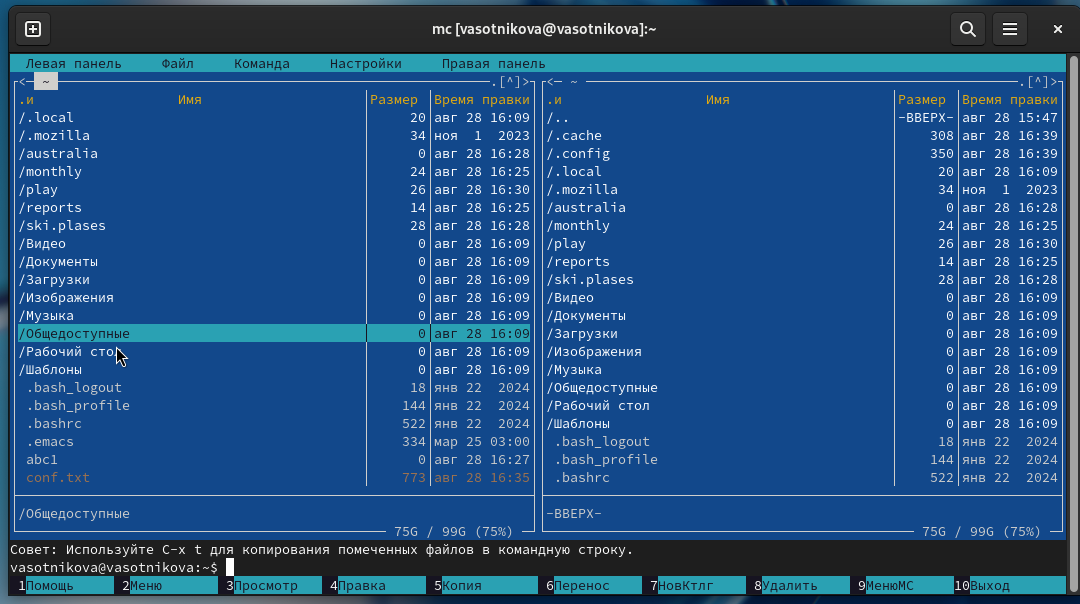 mc [vasotnikova@vasotnikova]:~
Левая панель Файл Команда Настройки Правая панель
<─ ~ .[^]>
.и Имя Размер Время правки
/.local 20 авг 28 16:09
/.mozilla 34 ноя 1 2023
/australia 0 авг 28 16:28
/monthly 24 авг 28 16:25
/play 26 авг 28 16:30
/reports 14 авг 28 16:25
/ski.plases 28 авг 28 16:28
/Видео 0 авг 28 16:09
/Документы 0 авг 28 16:09
/Загрузки 0 авг 28 16:09
/Изображения 0 авг 28 16:09
/Музыка 0 авг 28 16:09
/Общедоступные 0 авг 28 16:09
/Рабочий стол 0 авг 28 16:09
/Шаблоны 0 авг 28 16:09
.bash_logout 18 янв 22 2024
.bash_profile 144 янв 22 2024
.bashrc 522 янв 22 2024
.emacs 334 мар 25 03:00
abc1 0 авг 28 16:27
conf.txt 773 авг 28 16:35
/Общедоступные
75G / 99G (75%)
<─ ~ .[^]>
.и Имя Размер Время правки
/.. -ВВЕРХ- авг 28 15:47
/.cache 308 авг 28 16:39
/.config 350 авг 28 16:39
/.local 20 авг 28 16:09
/.mozilla 34 ноя 1 2023
/australia 0 авг 28 16:28
/monthly 24 авг 28 16:25
/play 26 авг 28 16:30
/reports 14 авг 28 16:25
/ski.plases 28 авг 28 16:28
/Видео 0 авг 28 16:09
/Документы 0 авг 28 16:09
/Загрузки 0 авг 28 16:09
/Изображения 0 авг 28 16:09
/Музыка 0 авг 28 16:09
/Общедоступные 0 авг 28 16:09
/Рабочий стол 0 авг 28 16:09
/Шаблоны 0 авг 28 16:09
.bash_logout 18 янв 22 2024
.bash_profile 144 янв 22 2024
.bashrc 522 янв 22 2024
-ВВЕРХ-
75G / 99G (75%)
Совет: Используйте C-x t для копирования помеченных файлов в командную строку.
vasotnikova@vasotnikova:~$
1Помощь 2Меню 3Просмотр 4Правка 5Копия 6Перенос 7НовКтлг 8Удалить 9МенюМС 10Выход